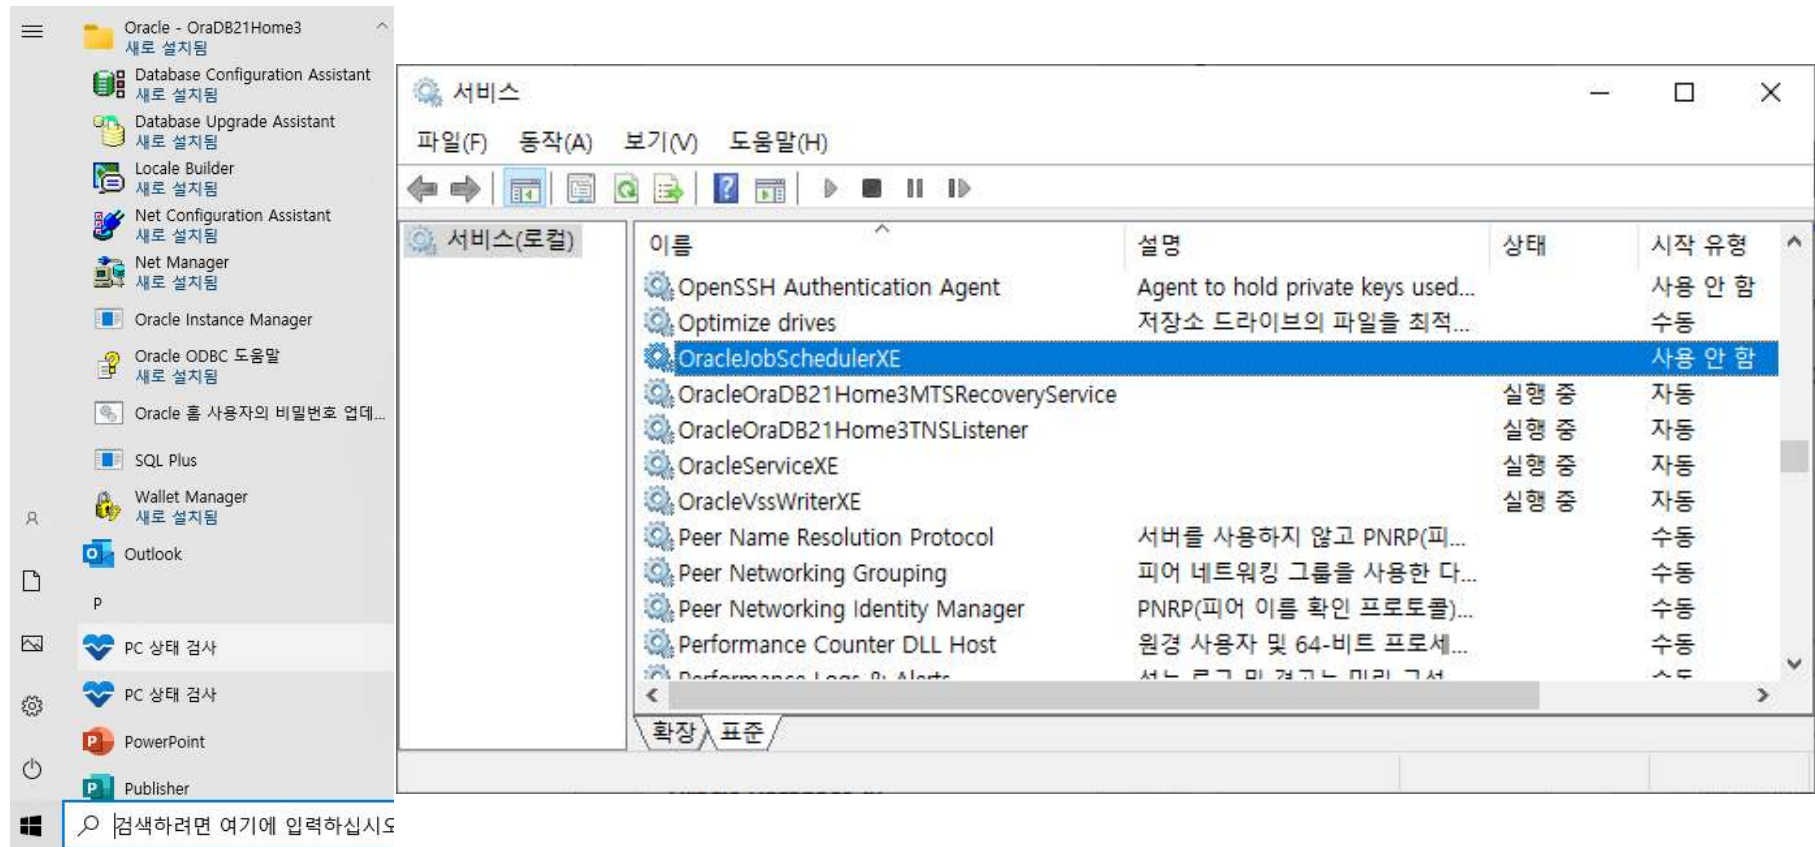 Oracle - OraDB21Home3
새로 설치됨
Database Configuration Assistant
새로 설치됨
Database Upgrade Assistant
새로 설치됨
Locale Builder
새로 설치됨
Net Configuration Assistant
새로 설치됨
Net Manager
새로 설치됨
Oracle Instance Manager
Oracle ODBC 도움말
새로 설치됨
Oracle 홈 사용자의 비밀번호 업데...
SQL Plus
Wallet Manager
새로 설치됨
Outlook
P
PC 상태 검사
PC 상태 검사
PowerPoint
Publisher
검색하려면 여기에 입력하십시오
서비스
파일(F) 동작(A) 보기(V) 도움말(H)
서비스(로컬)
이름 설명 상태 시작 유형
OpenSSH Authentication Agent Agent to hold private keys used... 사용 안 함
Optimize drives 저장소 드라이브의 파일을 최적... 수동
OracleJobSchedulerXE 사용 안 함
OracleOraDB21Home3MTSRecoveryService 실행 중 자동
OracleOraDB21Home3TNSListener 실행 중 자동
OracleServiceXE 실행 중 자동
OracleVssWriterXE 실행 중 자동
Peer Name Resolution Protocol 서버를 사용하지 않고 PNRP(피... 수동
Peer Networking Grouping 피어 네트워킹 그룹을 사용한 다... 수동
Peer Networking Identity Manager PNRP(피어 이름 확인 프로토콜)... 수동
Performance Counter DLL Host 원경 사용자 및 64-비트 프로세... 수동
Performance Logs & Alerts
확장 표준